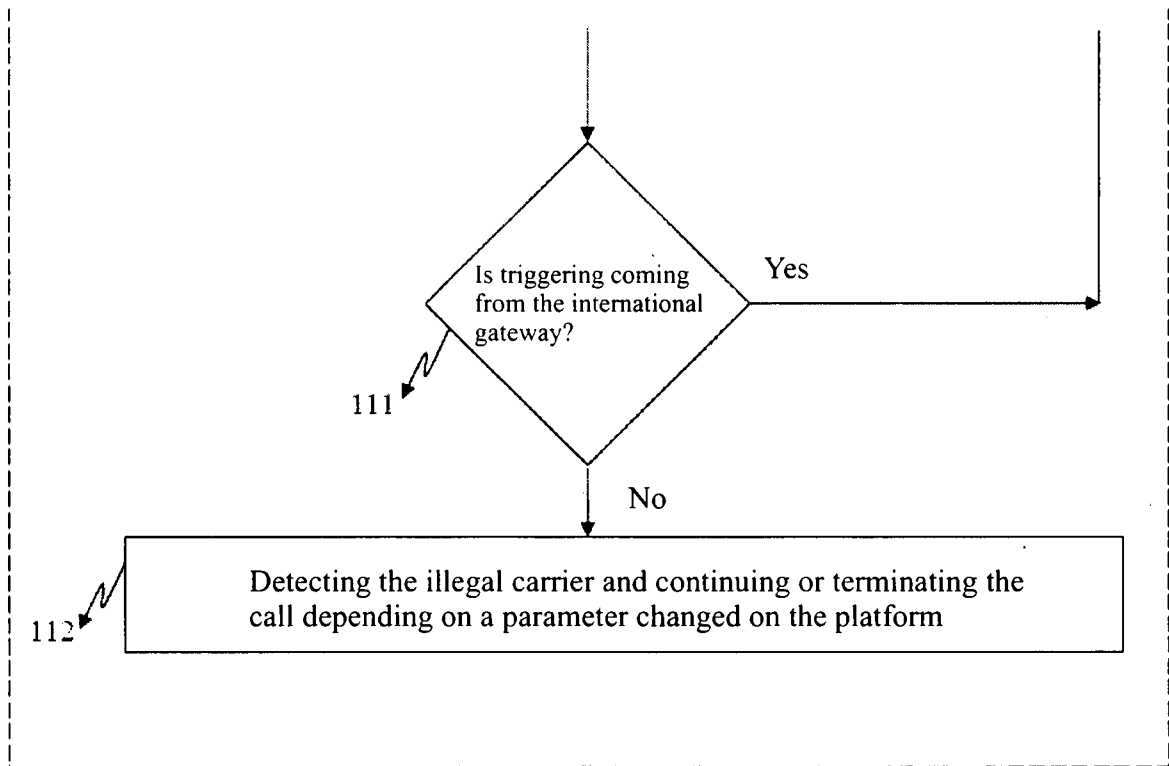 Is triggering coming
from the international
gateway?
Yes
111
No
Detecting the illegal carrier and continuing or terminating the
call depending on a parameter changed on the platform
112